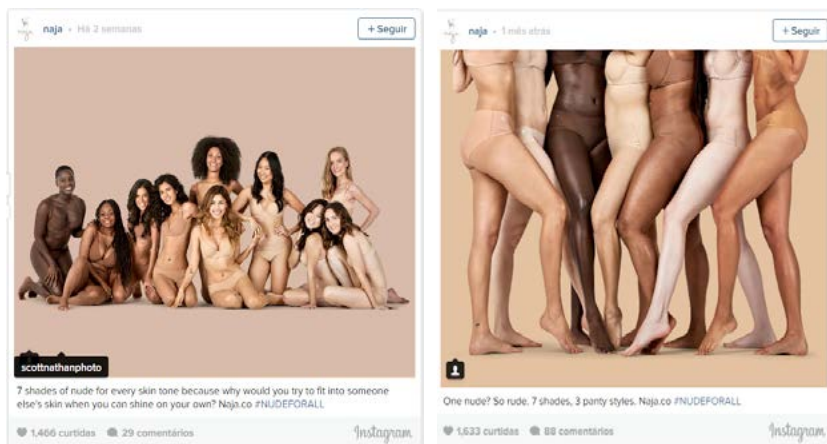 naja
naja • Há 2 semanas
+ Seguir
scottnathanphoto
7 shades of nude for every skin tone because why would you try to fit into someone
else's skin when you can shine on your own? Naja.co #NUDEFORALL
1,466 curtidas 29 comentários
Instagram
naja
naja • 1 mês atrás
+ Seguir
One nude? So rude. 7 shades, 3 panty styles. Naja.co #NUDEFORALL
1,633 curtidas 88 comentários
Instagram